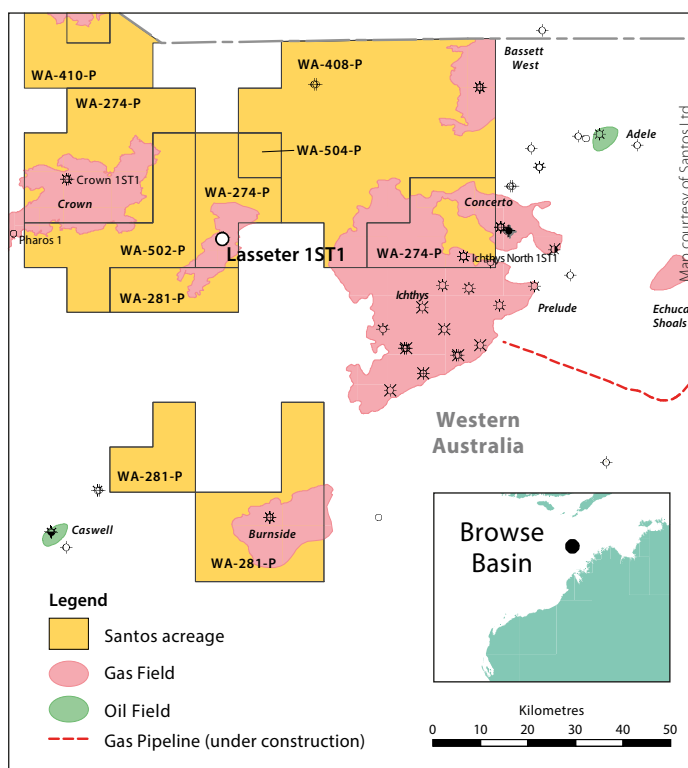 Bassett
West
WA-410-P
WA-408-P
WA-274-P
Adele
WA-504-P
Crown 1ST1
Crown
WA-274-P
Concerto
Pharos 1
WA-502-P
Lasseter 1ST1
WA-274-P
Ichthys North 1ST1
WA-281-P
Ichthys
Prelude
Echuca
Shoals
Map courtesy of Santos Ltd
Western
Australia
WA-281-P
Caswell
Burnside
WA-281-P
Browse
Basin
Legend
Santos acreage
Gas Field
Oil Field
Gas Pipeline (under construction)
Kilometres
0 10 20 30 40 50